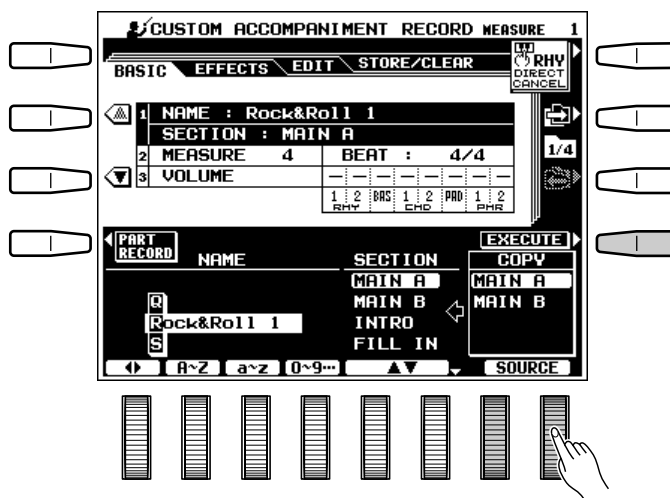 CUSTOM ACCOMPANIMENT RECORD MEASURE 1
BASIC EFFECTS EDIT STORE/CLEAR
RHY
DIRECT
CANCEL
1 NAME : Rock&Roll 1
SECTION : MAIN A
2 MEASURE 4 BEAT : 4/4
1/4
3 VOLUME - - - - - - - -
1 2 BAS 1 2 PAD 1 2
RHY CHD PHR
PART
RECORD
EXECUTE
NAME SECTION COPY
MAIN A MAIN A
Q MAIN B MAIN B
Rock&Roll 1 INTRO
S FILL IN
A~Z a~z 0~9… ▲▼ SOURCE